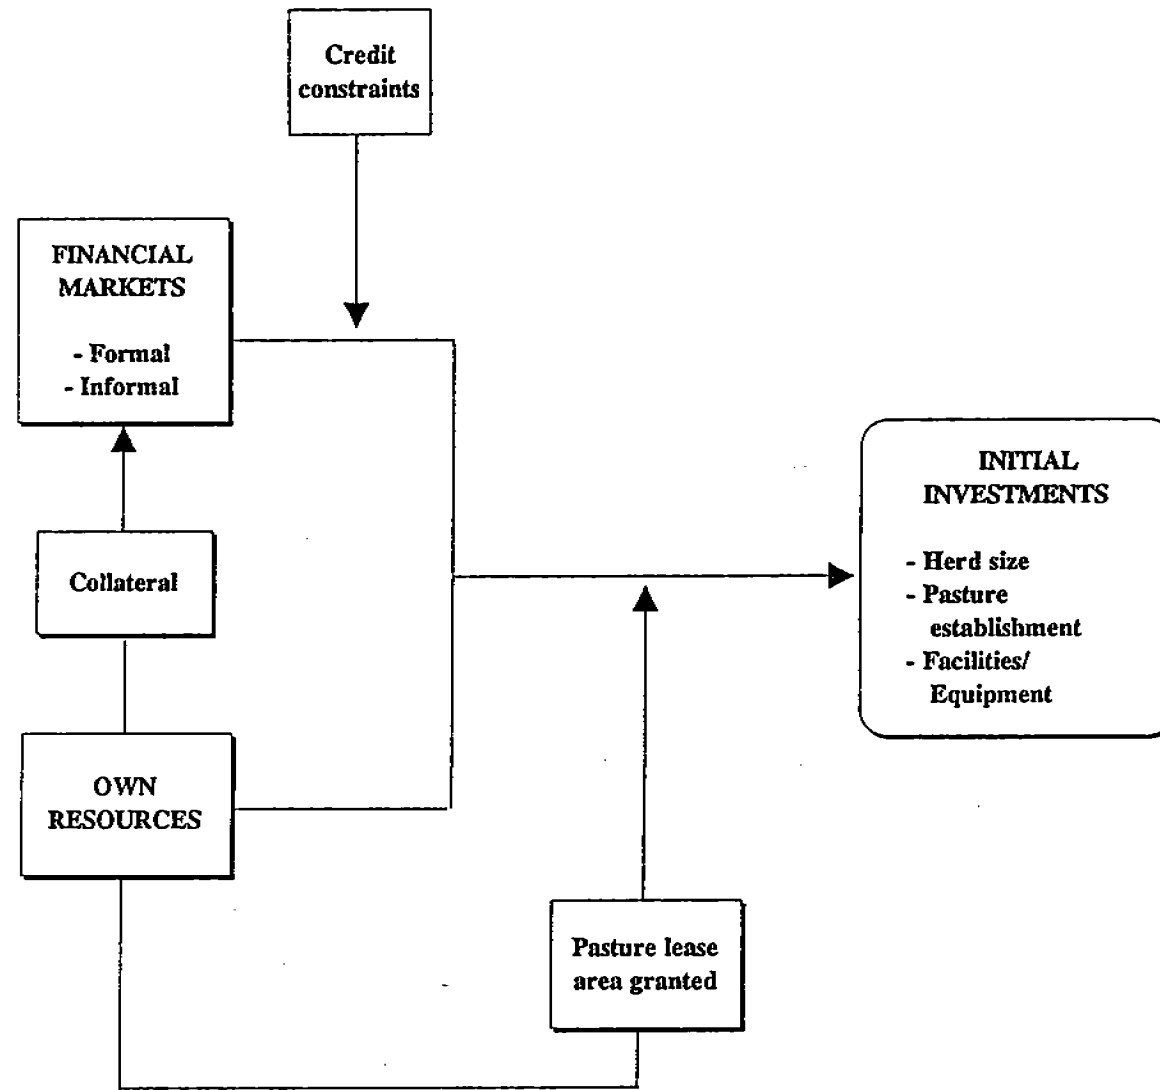 Credit
constraints
FINANCIAL
MARKETS
- Formal
- Informal
Collateral
OWN
RESOURCES
INITIAL
INVESTMENTS
- Herd size
- Pasture
establishment
- Facilities/
Equipment
Pasture lease
area granted